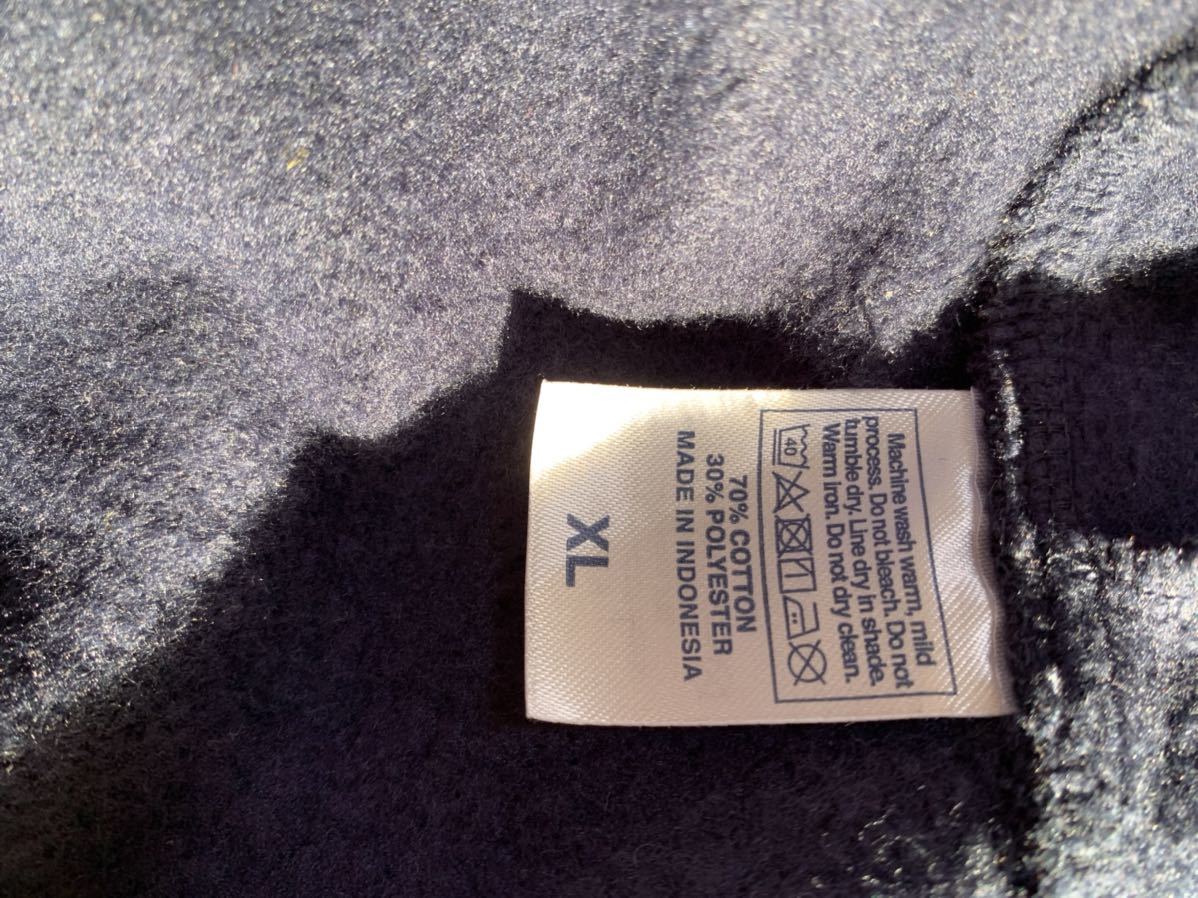 Machine wash warm, mild
process. Do not bleach. Do not
tumble dry. Line dry in shade.
Warm iron. Do not dry clean.
40
70% COTTON
30% POLYESTER
MADE IN INDONESIA
XL